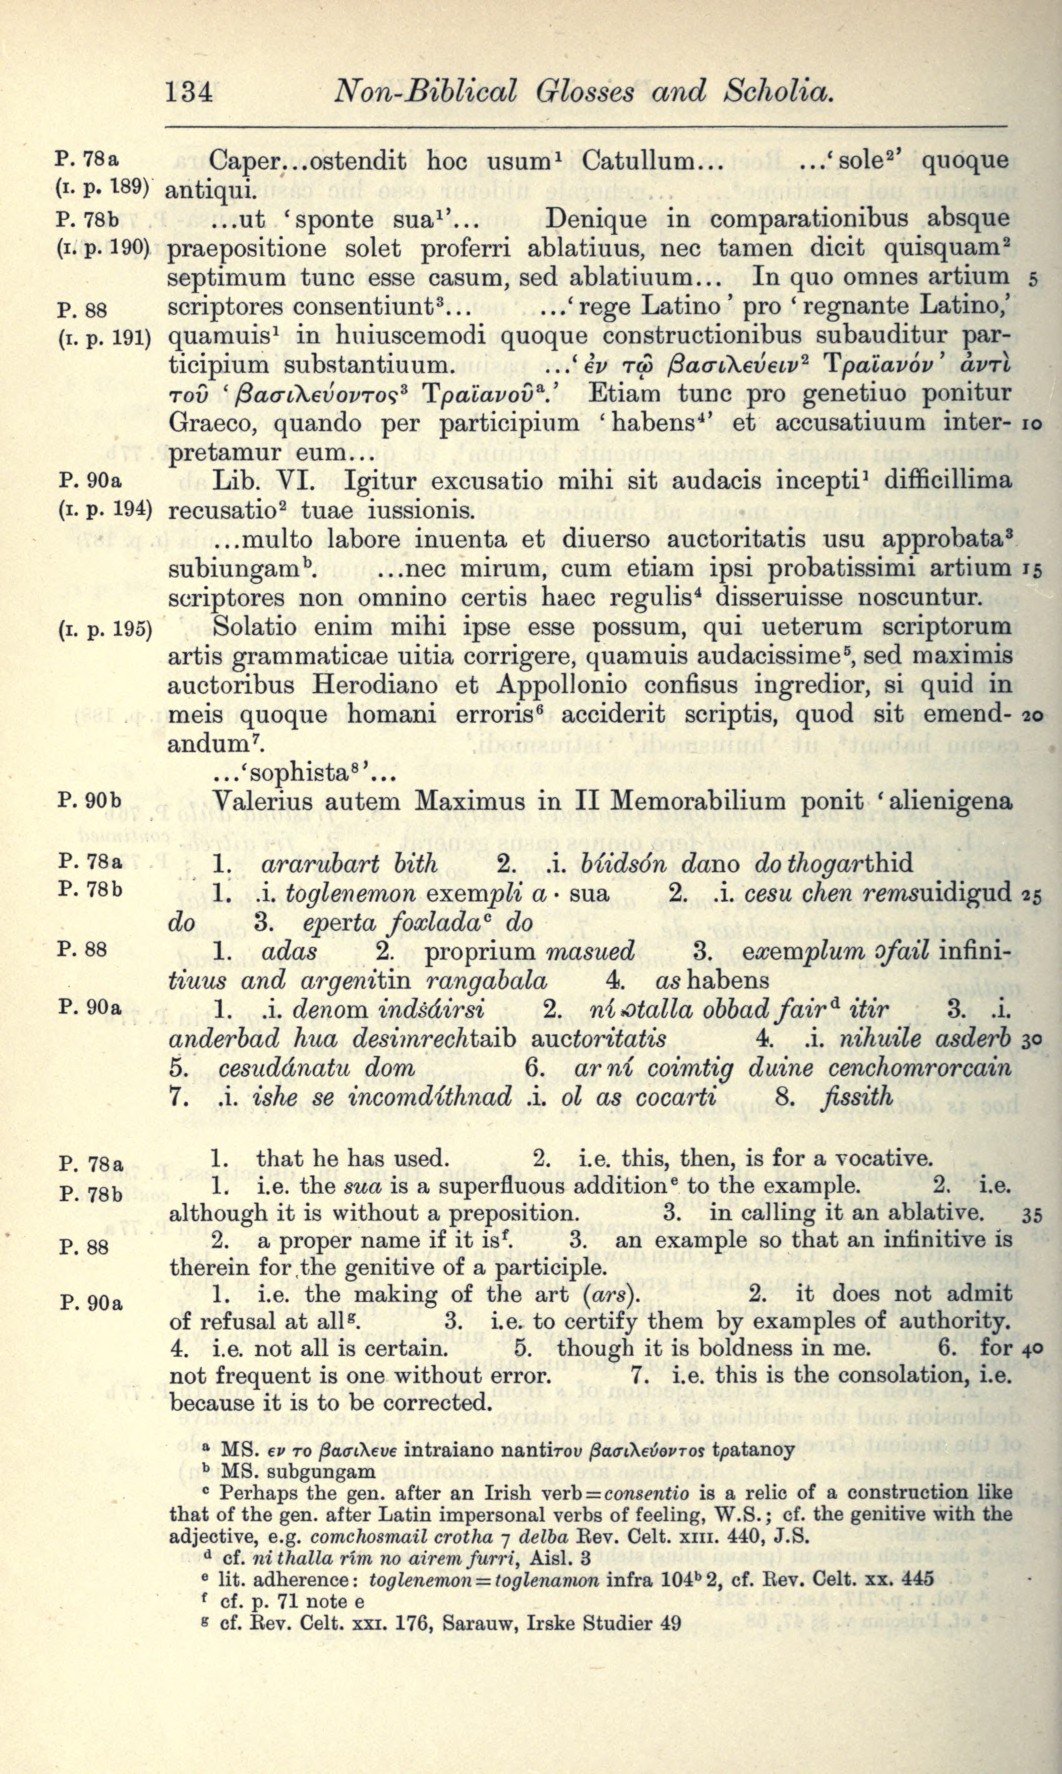 134 Non-Biblical Glosses and Scholia.
P. 78a Caper...ostendit hoc usum¹ Catullum... ...‘sole²’ quoque
(I. p. 189) antiqui.
P. 78b ...ut ‘sponte sua¹’... Denique in comparationibus absque
(I. p. 190) praepositione solet proferri ablatiuus, nec tamen dicit quisquam²
septimum tunc esse casum, sed ablatiuum... In quo omnes artium 5
P. 88 scriptores consentiunt³... ...‘rege Latino’ pro ‘regnante Latino,’
(I. p. 191) quamuis¹ in huiuscemodi quoque constructionibus subauditur par-
ticipium substantiuum. ...‘ἐν τῷ βασιλεύειν² Τραϊανόν’ ἀντὶ
τοῦ ‘βασιλεύοντος³ Τραϊανοῦᵃ.’ Etiam tunc pro genetiuo ponitur
Graeco, quando per participium ‘habens⁴’ et accusatiuum inter- 10
pretamur eum...
P. 90a Lib. VI. Igitur excusatio mihi sit audacis incepti¹ difficillima
(I. p. 194) recusatio² tuae iussionis.
...multo labore inuenta et diuerso auctoritatis usu approbata³
subiungamᵇ. ...nec mirum, cum etiam ipsi probatissimi artium 15
scriptores non omnino certis haec regulis⁴ disseruisse noscuntur.
(I. p. 195) Solatio enim mihi ipse esse possum, qui ueterum scriptorum
artis grammaticae uitia corrigere, quamuis audacissime⁵, sed maximis
auctoribus Herodiano et Appollonio confisus ingredior, si quid in
meis quoque homani erroris⁶ acciderit scriptis, quod sit emend- 20
andum⁷.
...‘sophista⁸’...
P. 90b Valerius autem Maximus in II Memorabilium ponit ‘alienigena
P. 78a 1. ararubart bith 2. .i. bíidsón dano do thogarthid
P. 78b 1. .i. toglenemon exempli a · sua 2. .i. cesu chen remsuidigud 25
do 3. eperta foxladaᶜ do
P. 88 1. adas 2. proprium masued 3. exemplum ɔfail infini-
tiuus and argenitin rangabala 4. as habens
P. 90a 1. .i. denom indsáirsi 2. ní ɔtalla obbad fairᵈ itir 3. .i.
anderbad hua desimrechtaib auctoritatis 4. .i. nihuile asderb 30
5. cesuddnatu dom 6. ar ní coimtig duine cenchomrorcain
7. .i. ishe se incomdíthnad .i. ol as cocarti 8. fissith
P. 78a 1. that he has used. 2. i.e. this, then, is for a vocative.
P. 78b 1. i.e. the sua is a superfluous additionᵉ to the example. 2. i.e.
although it is without a preposition. 3. in calling it an ablative. 35
P. 88 2. a proper name if it isᶠ. 3. an example so that an infinitive is
therein for the genitive of a participle.
P. 90a 1. i.e. the making of the art (ars). 2. it does not admit
of refusal at allᵍ. 3. i.e. to certify them by examples of authority.
4. i.e. not all is certain. 5. though it is boldness in me. 6. for 40
not frequent is one without error. 7. i.e. this is the consolation, i.e.
because it is to be corrected.
ᵃ MS. εν το βασιλευε intraiano nantiτου βασιλεύοντος tρatanoy
ᵇ MS. subgungam
ᶜ Perhaps the gen. after an Irish verb=consentio is a relic of a construction like
that of the gen. after Latin impersonal verbs of feeling, W.S.; cf. the genitive with the
adjective, e.g. comchosmail crotha ⁊ delba Rev. Celt. XIII. 440, J.S.
ᵈ cf. ni thalla rim no airem furri, Aisl. 3
ᵉ lit. adherence: toglenemon=toglenamon infra 104ᵇ 2, cf. Rev. Celt. XX. 445
ᶠ cf. p. 71 note e
ᵍ cf. Rev. Celt. XXI. 176, Sarauw, Irske Studier 49